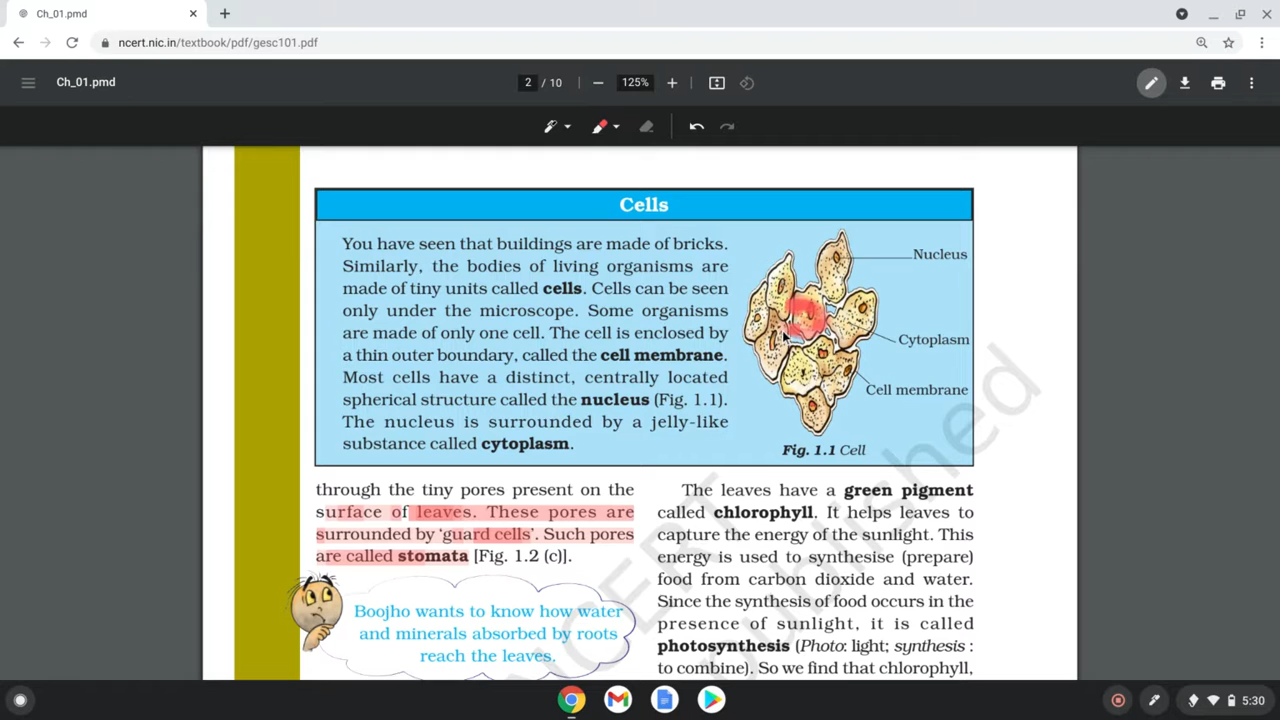 Ch_01.pmd
ncert.nic.in/textbook/pdf/gesc101.pdf
Ch_01.pmd
2 / 10
125%
Cells
You have seen that buildings are made of bricks.
Similarly, the bodies of living organisms are
made of tiny units called cells. Cells can be seen
only under the microscope. Some organisms
are made of only one cell. The cell is enclosed by
a thin outer boundary, called the cell membrane.
Most cells have a distinct, centrally located
spherical structure called the nucleus (Fig. 1.1).
The nucleus is surrounded by a jelly-like
substance called cytoplasm.
Nucleus
Cytoplasm
Cell membrane
Fig. 1.1 Cell
through the tiny pores present on the
surface of leaves. These pores are
surrounded by ‘guard cells’. Such pores
are called stomata [Fig. 1.2 (c)].
Boojho wants to know how water
and minerals absorbed by roots
reach the leaves.
The leaves have a green pigment
called chlorophyll. It helps leaves to
capture the energy of the sunlight. This
energy is used to synthesise (prepare)
food from carbon dioxide and water.
Since the synthesis of food occurs in the
presence of sunlight, it is called
photosynthesis (Photo: light; synthesis :
to combine). So we find that chlorophyll,
NCERT
published
5:30